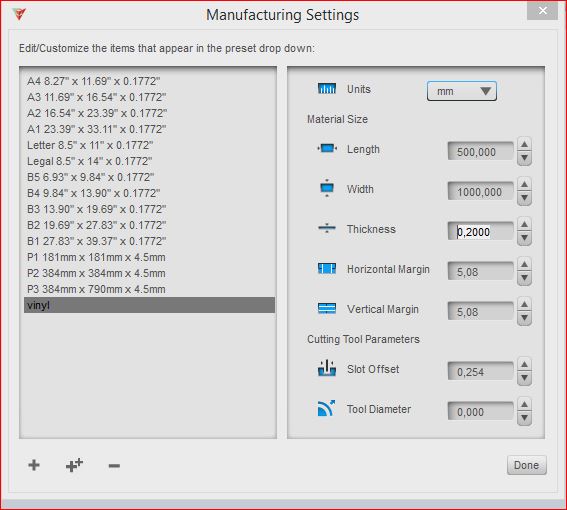 Manufacturing Settings
Edit/Customize the items that appear in the preset drop down:
A4 8.27" x 11.69" x 0.1772"
A3 11.69" x 16.54" x 0.1772"
A2 16.54" x 23.39" x 0.1772"
A1 23.39" x 33.11" x 0.1772"
Letter 8.5" x 11" x 0.1772"
Legal 8.5" x 14" x 0.1772"
B5 6.93" x 9.84" x 0.1772"
B4 9.84" x 13.90" x 0.1772"
B3 13.90" x 19.69" x 0.1772"
B2 19.69" x 27.83" x 0.1772"
B1 27.83" x 39.37" x 0.1772"
P1 181mm x 181mm x 4.5mm
P2 384mm x 384mm x 4.5mm
P3 384mm x 790mm x 4.5mm
vinyl
Units mm
Material Size
Length 500,000
Width 1000,000
Thickness 0,2000
Horizontal Margin 5,08
Vertical Margin 5,08
Cutting Tool Parameters
Slot Offset 0,254
Tool Diameter 0,000
Done